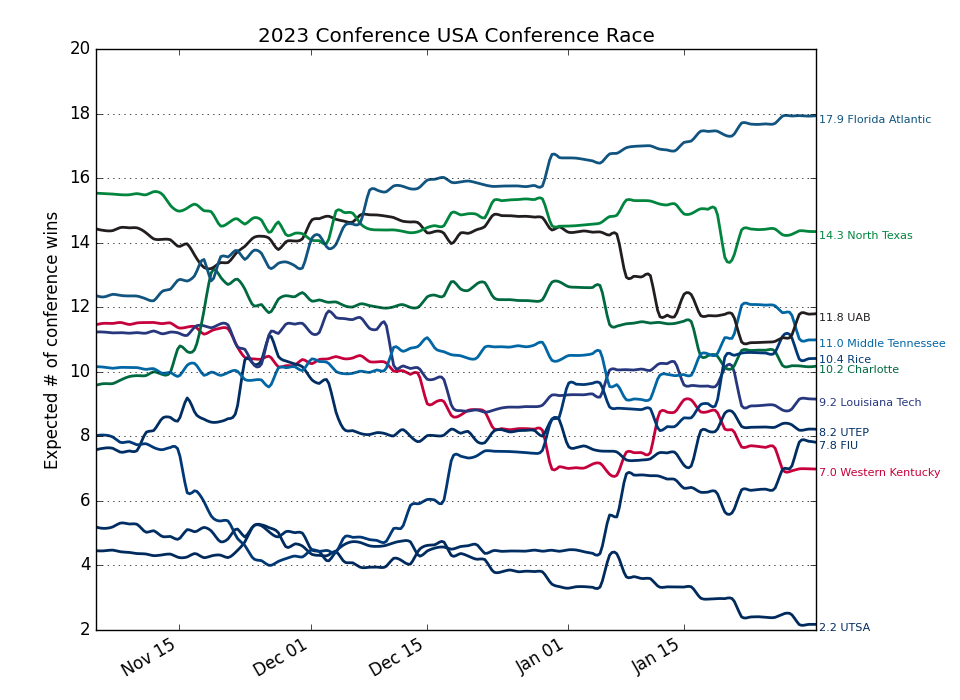 2023 Conference USA Conference Race
Expected # of conference wins
20
18
16
14
12
10
8
6
4
2
17.9 Florida Atlantic
14.3 North Texas
11.8 UAB
11.0 Middle Tennessee
10.4 Rice
10.2 Charlotte
9.2 Louisiana Tech
8.2 UTEP
7.8 FIU
7.0 Western Kentucky
2.2 UTSA
Nov 15
Dec 01
Dec 15
Jan 01
Jan 15